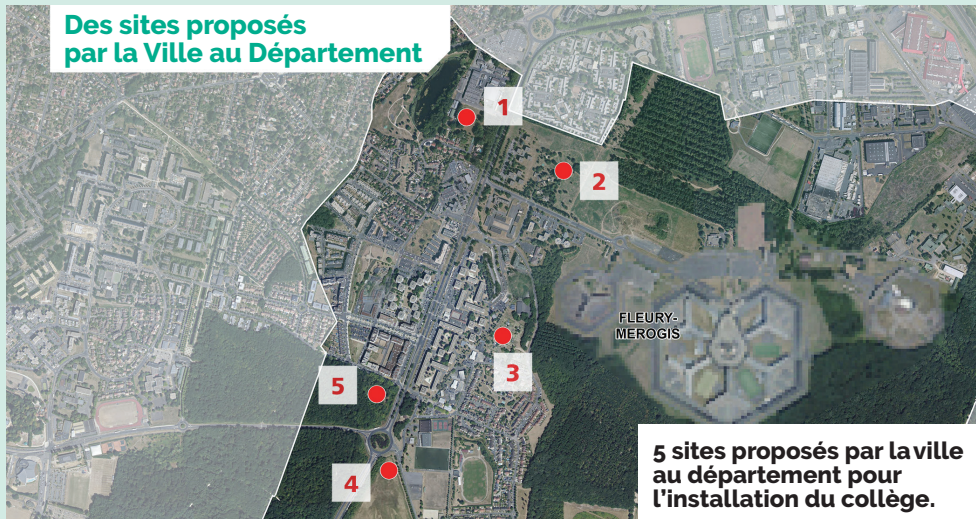 Des sites proposés
par la Ville au Département
1
2
FLEURY-
MEROGIS
3
5
4
5 sites proposés par la ville
au département pour
l'installation du collège.